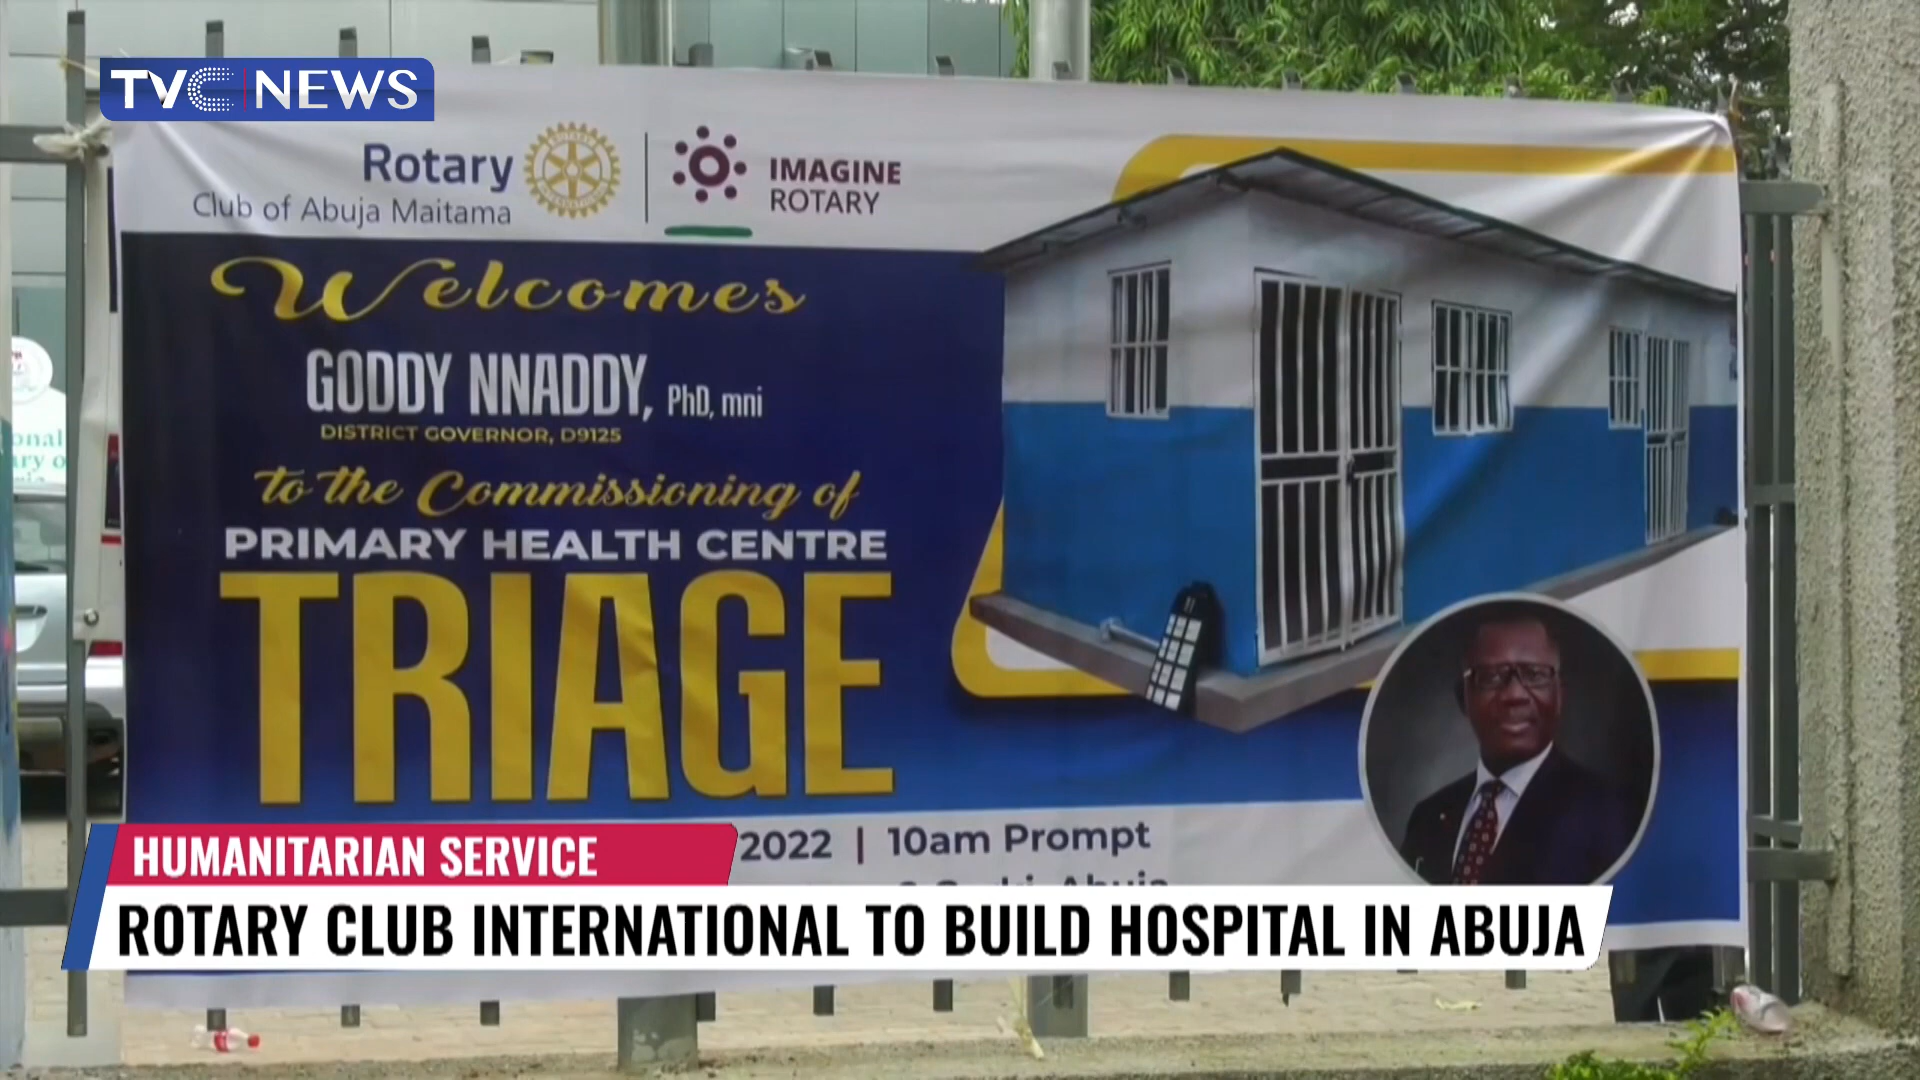 TVC NEWS
Rotary
Club of Abuja Maitama
IMAGINE
ROTARY
Welcomes
GODDY NNADDY, PhD, mni
DISTRICT GOVERNOR, D9125
to the Commissioning of
PRIMARY HEALTH CENTRE
TRIAGE
2022 | 10am Prompt
Abuja
HUMANITARIAN SERVICE
ROTARY CLUB INTERNATIONAL TO BUILD HOSPITAL IN ABUJA